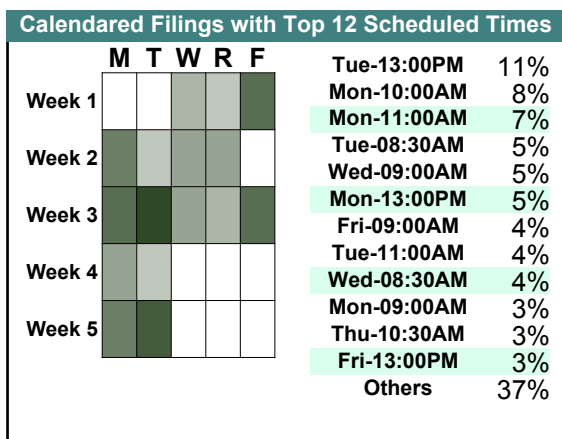 Calendared Filings with Top 12 Scheduled Times
M T W R F
Week 1
Week 2
Week 3
Week 4
Week 5
Tue-13:00PM 11%
Mon-10:00AM 8%
Mon-11:00AM 7%
Tue-08:30AM 5%
Wed-09:00AM 5%
Mon-13:00PM 5%
Fri-09:00AM 4%
Tue-11:00AM 4%
Wed-08:30AM 4%
Mon-09:00AM 3%
Thu-10:30AM 3%
Fri-13:00PM 3%
Others 37%